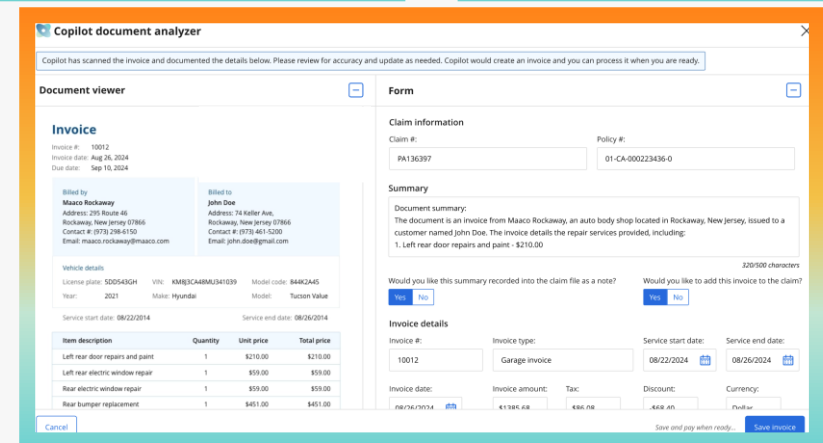 Copilot document analyzer
Copilot has scanned the invoice and documented the details below. Please review for accuracy and update as needed. Copilot would create an invoice and you can process it when you are ready.
Document viewer
Invoice
Invoice #: 10012
Invoice date: Aug 26, 2024
Due date: Sep 10, 2024
Billed by
Maaco Rockaway
Address: 295 Route 46
Rockaway, New Jersey 07866
Contact #: (973) 298-6150
Email: maaco.rockaway@maaco.com
Billed to
John Doe
Address: 74 Keller Ave,
Rockaway, New Jersey 07866
Contact #: (973) 461-5200
Email: john.doe@gmail.com
Vehicle details
License plate: 5DD543GH VIN: KM8J3CA48MU341039 Model code: 844K2A45
Year: 2021 Make: Hyundai Model: Tucson Value
Service start date: 08/22/2014 Service end date: 08/26/2014
Item description Quantity Unit price Total price
Left rear door repairs and paint 1 $210.00 $210.00
Left rear electric window repair 1 $59.00 $59.00
Rear electric window repair 1 $59.00 $59.00
Rear bumper replacement 1 $451.00 $451.00
Form
Claim information
Claim #: Policy #:
PA136397 01-CA-000223436-0
Summary
Document summary:
The document is an invoice from Maaco Rockaway, an auto body shop located in Rockaway, New Jersey, issued to a
customer named John Doe. The invoice details the repair services provided, including:
1. Left rear door repairs and paint - $210.00
320/500 characters
Would you like this summary recorded into the claim file as a note? Would you like to add this invoice to the claim?
Yes No Yes No
Invoice details
Invoice #: Invoice type: Service start date: Service end date:
10012 Garage invoice 08/22/2024 08/26/2024
Invoice date: Invoice amount: Tax: Discount: Currency:
08/26/2024 $1385.68 $86.08 -$68.40 Dollar
Cancel Save and pay when ready... Save invoice